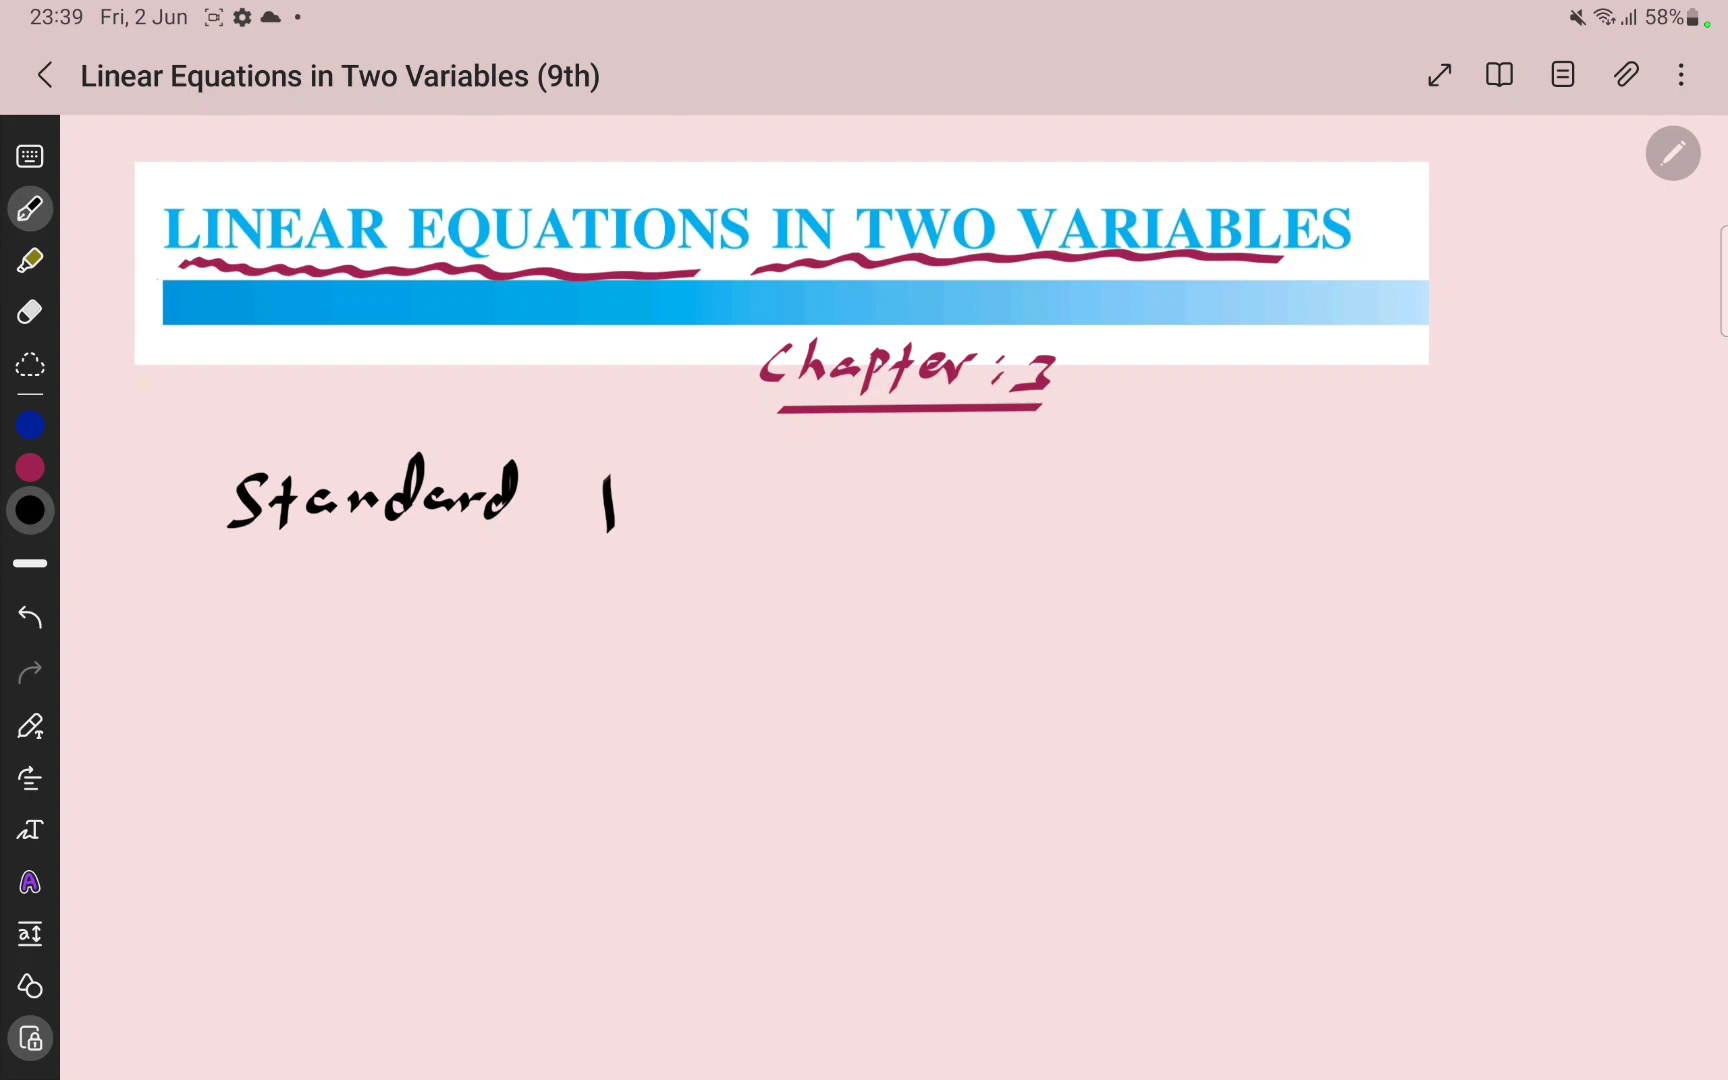 23:39 Fri, 2 Jun 58%
Linear Equations in Two Variables (9th)
LINEAR EQUATIONS IN TWO VARIABLES
Chapter : 3
Standard